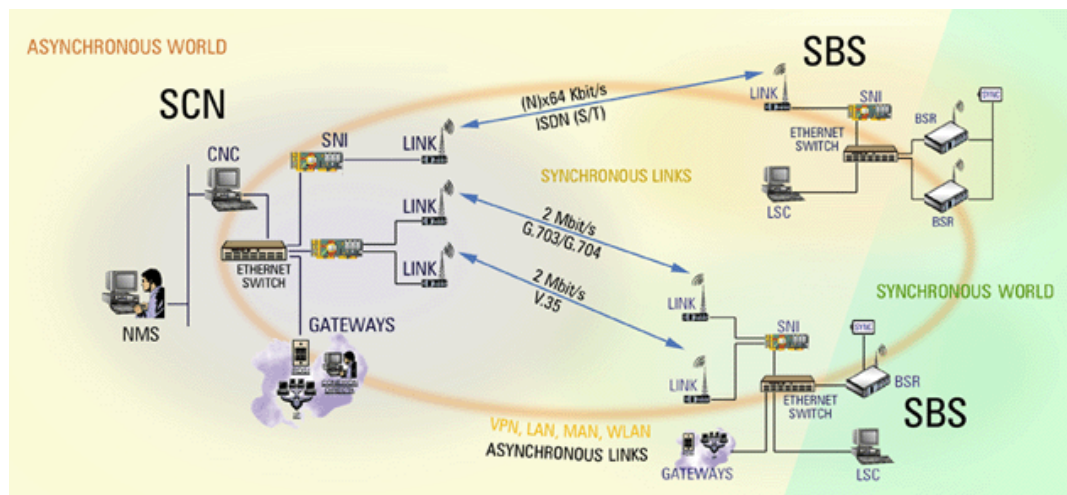 ASYNCHRONOUS WORLD
SCN
CNC
SNI
LINK
LINK
LINK
ETHERNET
SWITCH
NMS
GATEWAYS
(N)x64 Kbit/s
ISDN (S/T)
SYNCHRONOUS LINKS
2 Mbit/s
G.703/G.704
2 Mbit/s
V.35
SBS
LINK
SNI
ETHERNET
SWITCH
BSR
SYNC
BSR
LSC
SYNCHRONOUS WORLD
LINK
LINK
SNI
SYNC
BSR
ETHERNET
SWITCH
SBS
VPN, LAN, MAN, WLAN
ASYNCHRONOUS LINKS
GATEWAYS
LSC